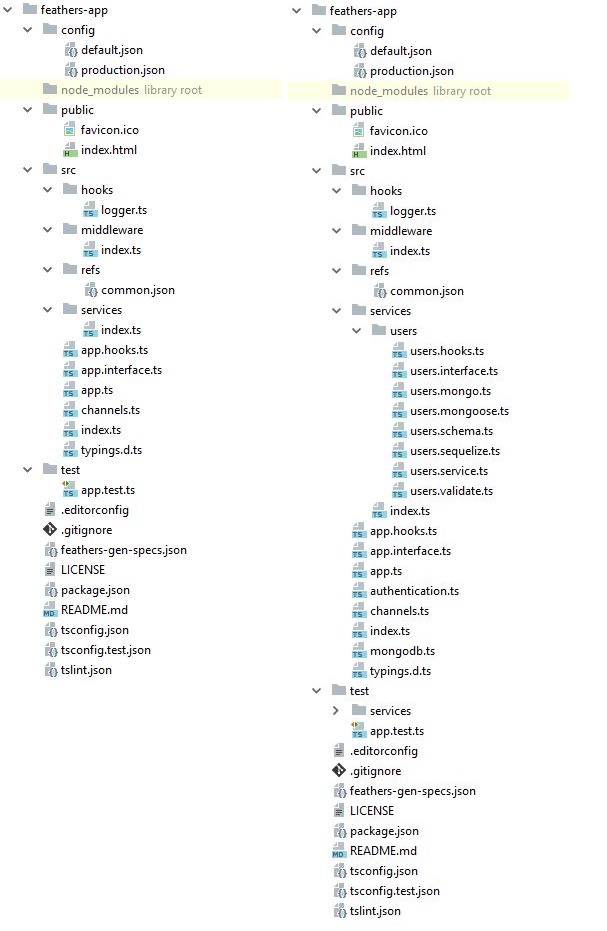 feathers-app
config
default.json
production.json
node_modules library root
public
favicon.ico
index.html
src
hooks
logger.ts
middleware
index.ts
refs
common.json
services
index.ts
app.hooks.ts
app.interface.ts
app.ts
channels.ts
index.ts
typings.d.ts
test
app.test.ts
.editorconfig
.gitignore
feathers-gen-specs.json
LICENSE
package.json
README.md
tsconfig.json
tsconfig.test.json
tslint.json
feathers-app
config
default.json
production.json
node_modules library root
public
favicon.ico
index.html
src
hooks
logger.ts
middleware
index.ts
refs
common.json
services
users
users.hooks.ts
users.interface.ts
users.mongo.ts
users.mongoose.ts
users.schema.ts
users.sequelize.ts
users.service.ts
users.validate.ts
index.ts
app.hooks.ts
app.interface.ts
app.ts
authentication.ts
channels.ts
index.ts
mongodb.ts
typings.d.ts
test
services
app.test.ts
.editorconfig
.gitignore
feathers-gen-specs.json
LICENSE
package.json
README.md
tsconfig.json
tsconfig.test.json
tslint.json